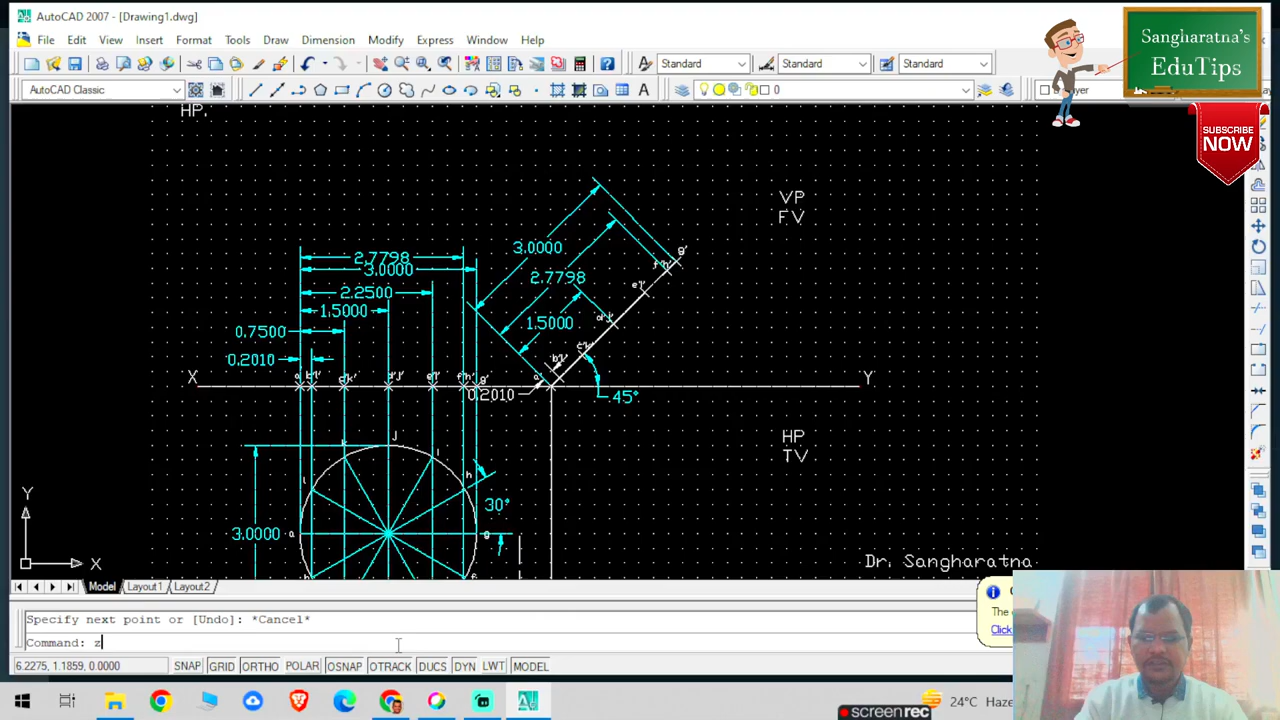 AutoCAD 2007 - [Drawing1.dwg]
File Edit View Insert Format Tools Draw Dimension Modify Express Window Help
Standard Standard Standard
AutoCAD Classic 0
Sangharatna's
EduTips
SUBSCRIBE
NOW
HP.
VP
FV
3.0000
2.7798
1.5000
2.7798
3.0000
2.2500
1.5000
0.7500
0.2010
X
Y
0.2010
45°
HP
TV
J
30°
3.0000
a
g
h
l
k
Dr. Sangharatna
Y
X
Model Layout1 Layout2
Specify next point or [Undo]: *Cancel*
Command: z
The
Click
6.2275, 1.1859, 0.0000 SNAP GRID ORTHO POLAR OSNAP OTRACK DUCS DYN LWT MODEL
24°C Haze
screenrec